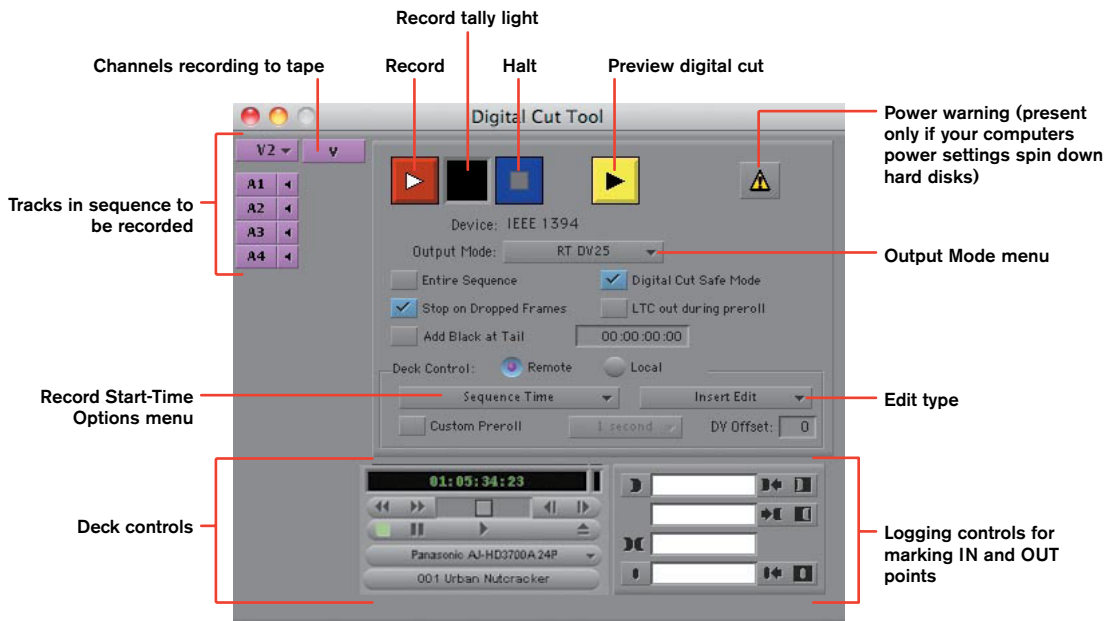 Record tally light
Channels recording to tape
Record
Halt
Preview digital cut
Digital Cut Tool
Power warning (present
only if your computers
power settings spin down
hard disks)
V2
V
A1
A2
A3
A4
Tracks in sequence to
be recorded
Device: IEEE 1394
Output Mode: RT DV25
Output Mode menu
Entire Sequence
Digital Cut Safe Mode
Stop on Dropped Frames
LTC out during preroll
Add Black at Tail
00:00:00:00
Deck Control: Remote Local
Record Start-Time
Options menu
Sequence Time
Insert Edit
Edit type
Custom Preroll
1 second
DV Offset: 0
01:05:34:23
Deck controls
Panasonic AJ-HD3700A 24P
001 Urban Nutcracker
Logging controls for
marking IN and OUT
points